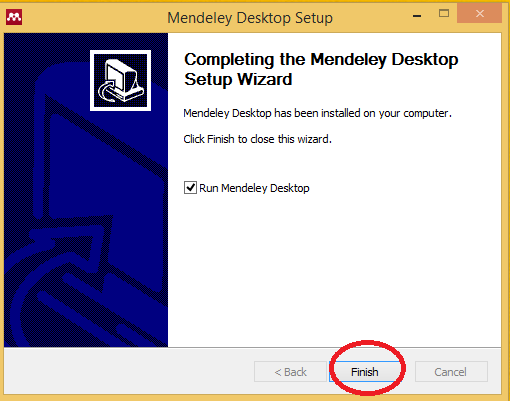 Mendeley Desktop Setup
Completing the Mendeley Desktop
Setup Wizard
Mendeley Desktop has been installed on your computer.
Click Finish to close this wizard.
Run Mendeley Desktop
< Back
Finish
Cancel